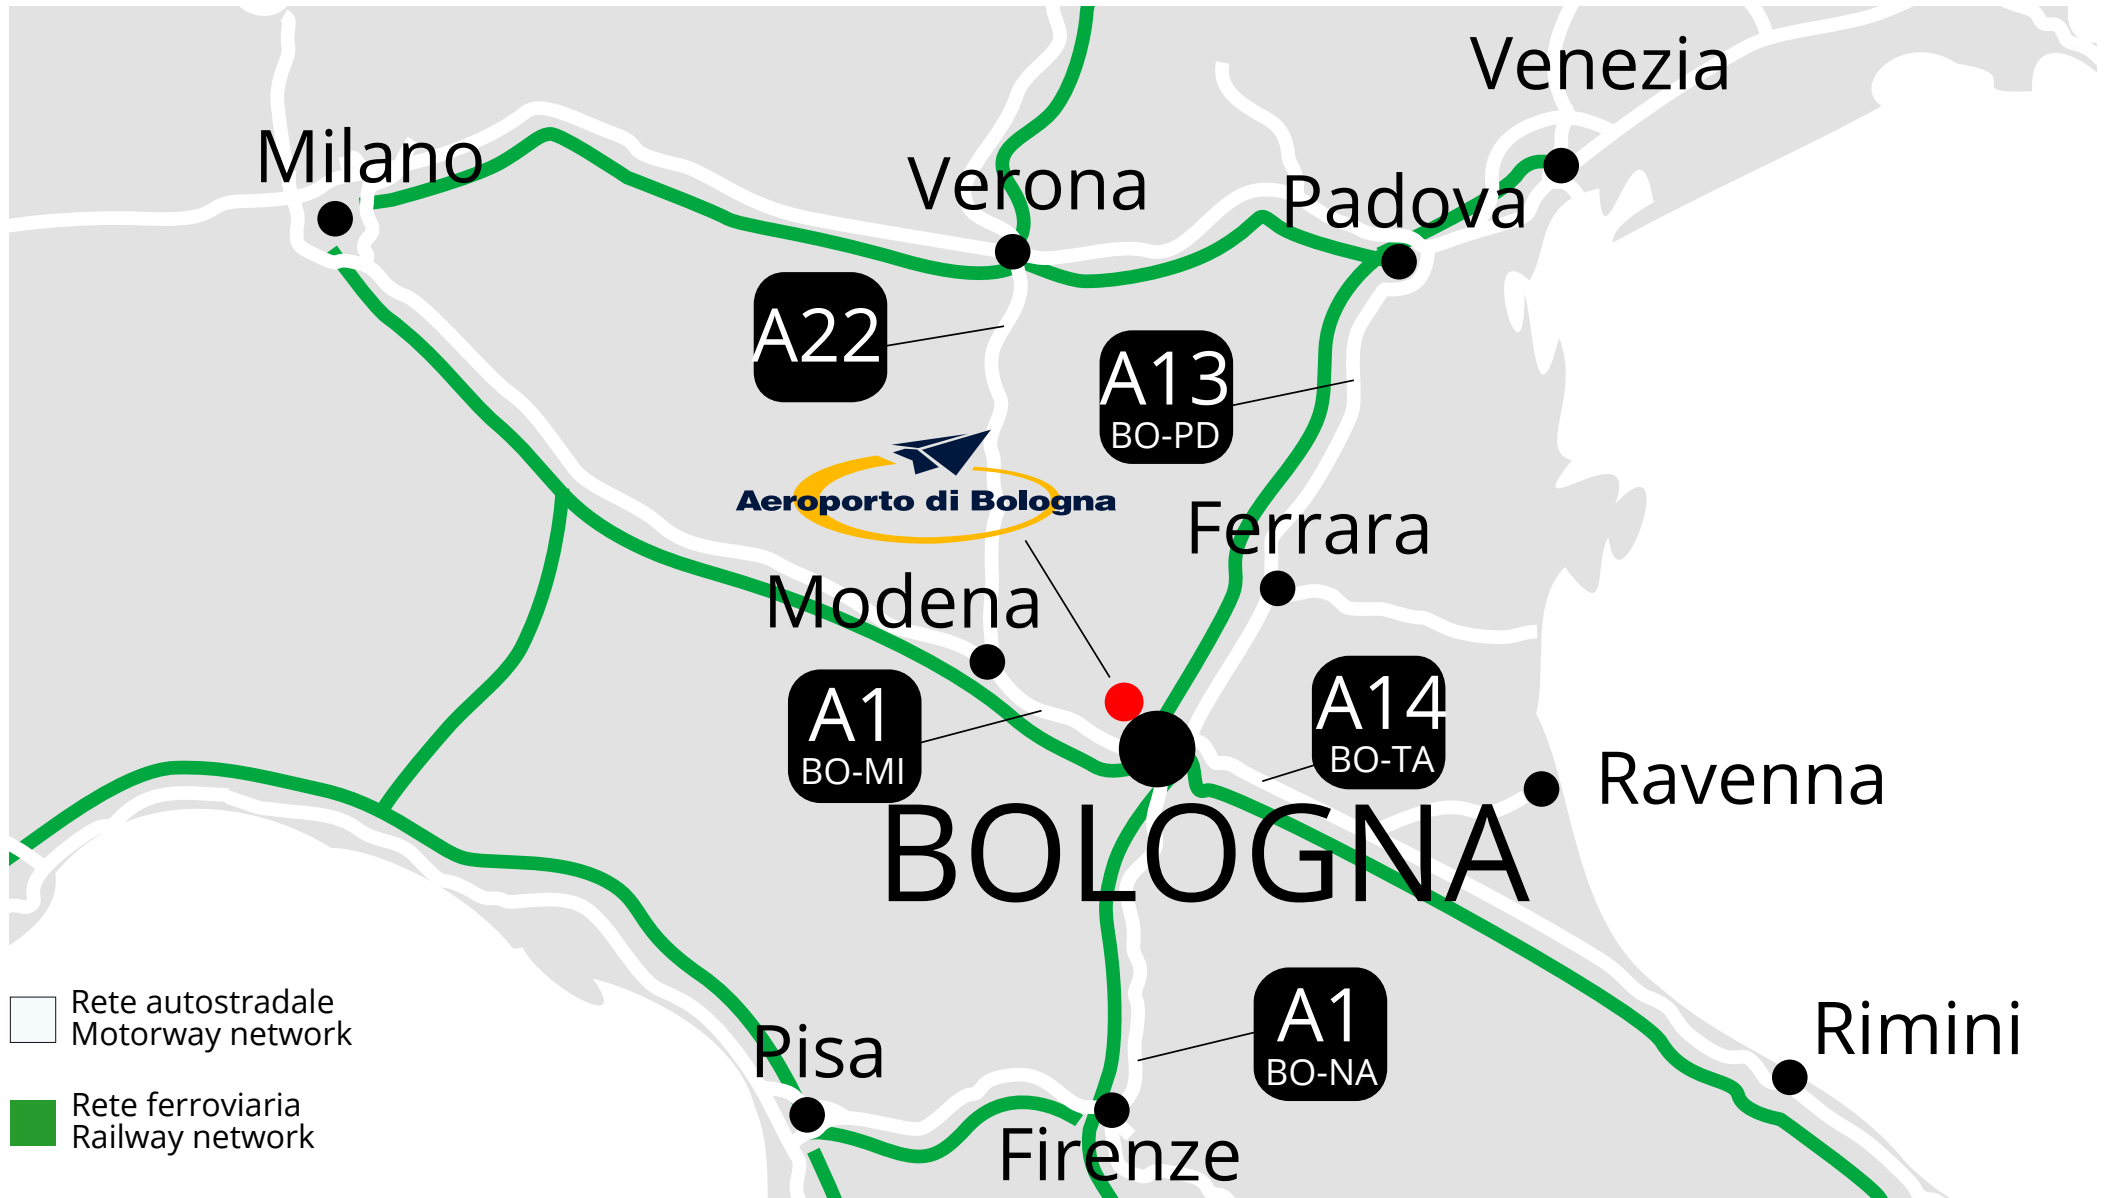 Venezia
Milano
Verona
Padova
A22
A13
BO-PD
Aeroporto di Bologna
Ferrara
Modena
A1
BO-MI
A14
BO-TA
Ravenna
BOLOGNA
Rete autostradale
Motorway network
A1
BO-NA
Rimini
Pisa
Rete ferroviaria
Railway network
Firenze